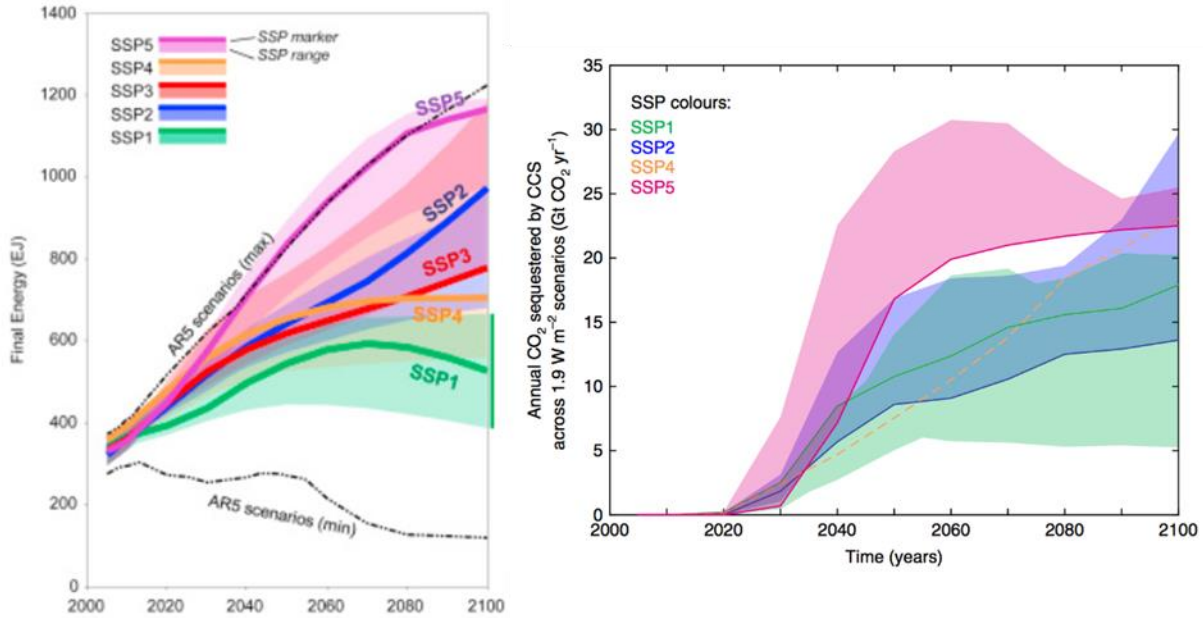 1400
1200
1000
800
600
400
200
0
Final Energy (EJ)
SSP5
SSP4
SSP3
SSP2
SSP1
SSP marker
SSP range
AR5 scenarios (max)
SSP5
SSP2
SSP3
SSP4
SSP1
AR5 scenarios (min)
2000 2020 2040 2060 2080 2100
Annual CO₂ sequestered by CCS
across 1.9 W m⁻² scenarios (Gt CO₂ yr⁻¹)
35
30
25
20
15
10
5
0
SSP colours:
SSP1
SSP2
SSP4
SSP5
2000 2020 2040 2060 2080 2100
Time (years)